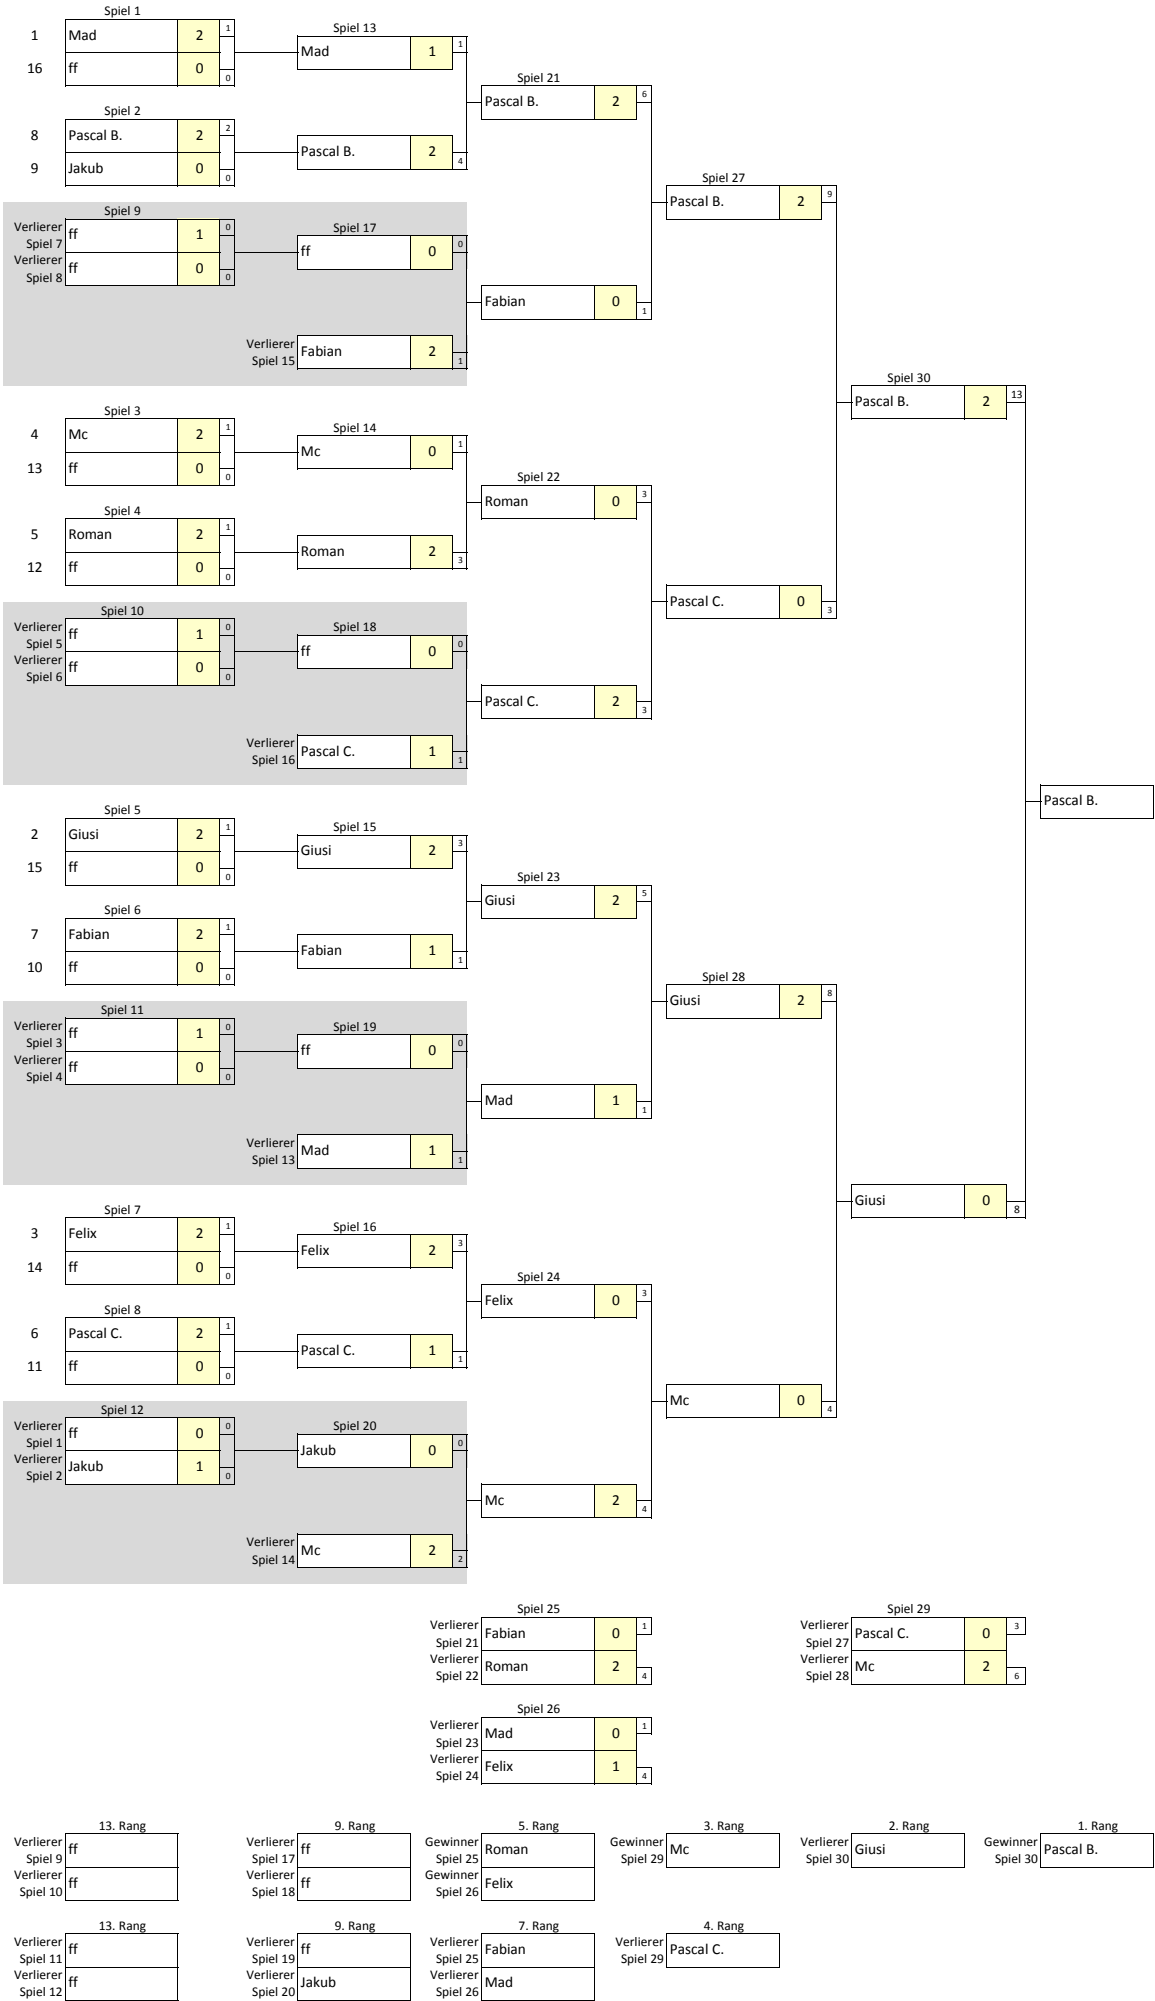 Spiel 1
1 Mad 2 1
16 ff 0 0
Spiel 13
Mad 1 1
Spiel 2
8 Pascal B. 2 2
9 Jakub 0 0
Pascal B. 2 4
Spiel 21
Pascal B. 2 6
Spiel 9
Verlierer Spiel 7 ff 1 0
Verlierer Spiel 8 ff 0 0
Spiel 17
ff 0 0
Verlierer Spiel 15 Fabian 2 1
Fabian 0 1
Spiel 27
Pascal B. 2 9
Spiel 3
4 Mc 2 1
13 ff 0 0
Spiel 14
Mc 0 1
Spiel 4
5 Roman 2 1
12 ff 0 0
Roman 2 3
Spiel 22
Roman 0 3
Spiel 10
Verlierer Spiel 5 ff 1 0
Verlierer Spiel 6 ff 0 0
Spiel 18
ff 0 0
Verlierer Spiel 16 Pascal C. 1 1
Pascal C. 2 3
Pascal C. 0 3
Spiel 30
Pascal B. 2 13
Pascal B.
Spiel 5
2 Giusi 2 1
15 ff 0 0
Spiel 15
Giusi 2 3
Spiel 6
7 Fabian 2 1
10 ff 0 0
Fabian 1 1
Spiel 23
Giusi 2 5
Spiel 11
Verlierer Spiel 3 ff 1 0
Verlierer Spiel 4 ff 0 0
Spiel 19
ff 0 0
Verlierer Spiel 13 Mad 1 1
Mad 1 1
Spiel 28
Giusi 2 8
Spiel 7
3 Felix 2 1
14 ff 0 0
Spiel 16
Felix 2 3
Spiel 8
6 Pascal C. 2 1
11 ff 0 0
Pascal C. 1 1
Spiel 24
Felix 0 3
Spiel 12
Verlierer Spiel 1 ff 0 0
Verlierer Spiel 2 Jakub 1 0
Spiel 20
Jakub 0 0
Verlierer Spiel 14 Mc 2 2
Mc 2 4
Mc 0 4
Giusi 0 8
Spiel 25
Verlierer Spiel 21 Fabian 0 1
Verlierer Spiel 22 Roman 2 4
Spiel 29
Verlierer Spiel 27 Pascal C. 0 3
Verlierer Spiel 28 Mc 2 6
Spiel 26
Verlierer Spiel 23 Mad 0 1
Verlierer Spiel 24 Felix 1 4
13. Rang
Verlierer Spiel 9 ff
Verlierer Spiel 10 ff
9. Rang
Verlierer Spiel 17 ff
Verlierer Spiel 18 ff
5. Rang
Gewinner Spiel 25 Roman
Gewinner Spiel 26 Felix
3. Rang
Gewinner Spiel 29 Mc
2. Rang
Verlierer Spiel 30 Giusi
1. Rang
Gewinner Spiel 30 Pascal B.
13. Rang
Verlierer Spiel 11 ff
Verlierer Spiel 12 ff
9. Rang
Verlierer Spiel 19 ff
Verlierer Spiel 20 Jakub
7. Rang
Verlierer Spiel 25 Fabian
Verlierer Spiel 26 Mad
4. Rang
Verlierer Spiel 29 Pascal C.